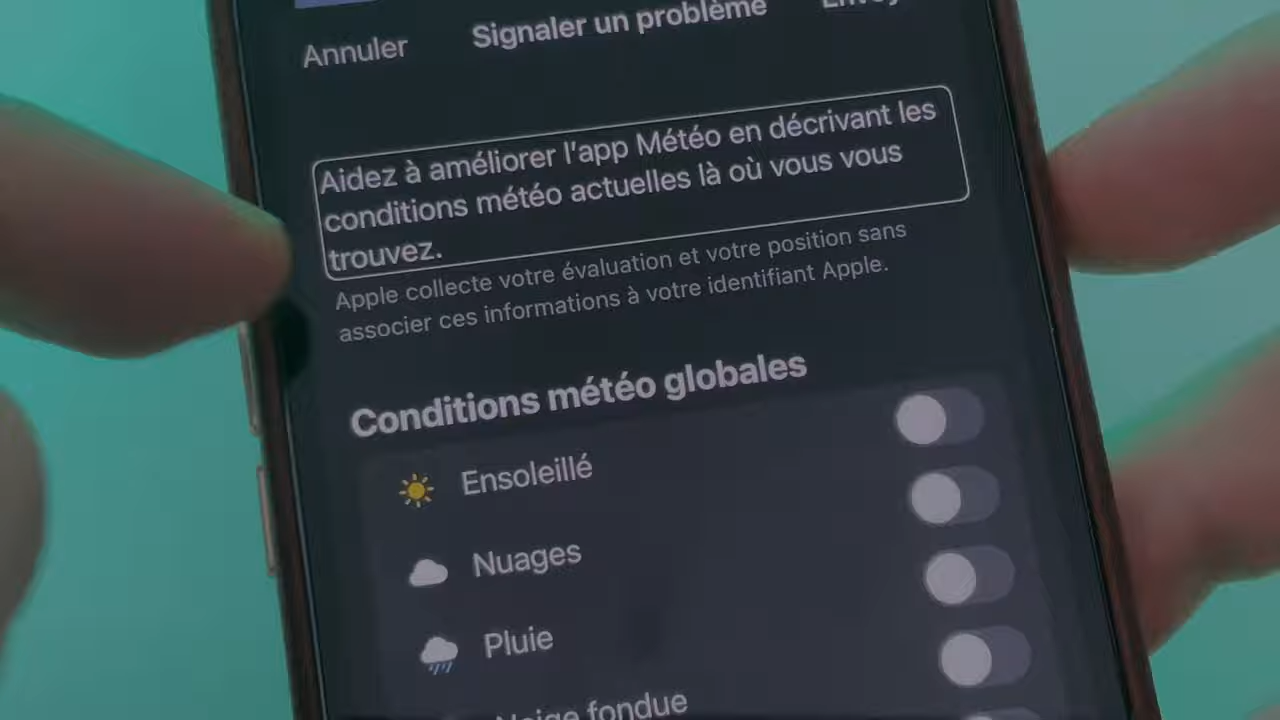 Annuler
Signaler un problème
Aidez à améliorer l'app Météo en décrivant les
conditions météo actuelles là où vous vous
trouvez.
Apple collecte votre évaluation et votre position sans
associer ces informations à votre identifiant Apple.
Conditions météo globales
Ensoleillé
Nuages
Pluie
Neige fondue